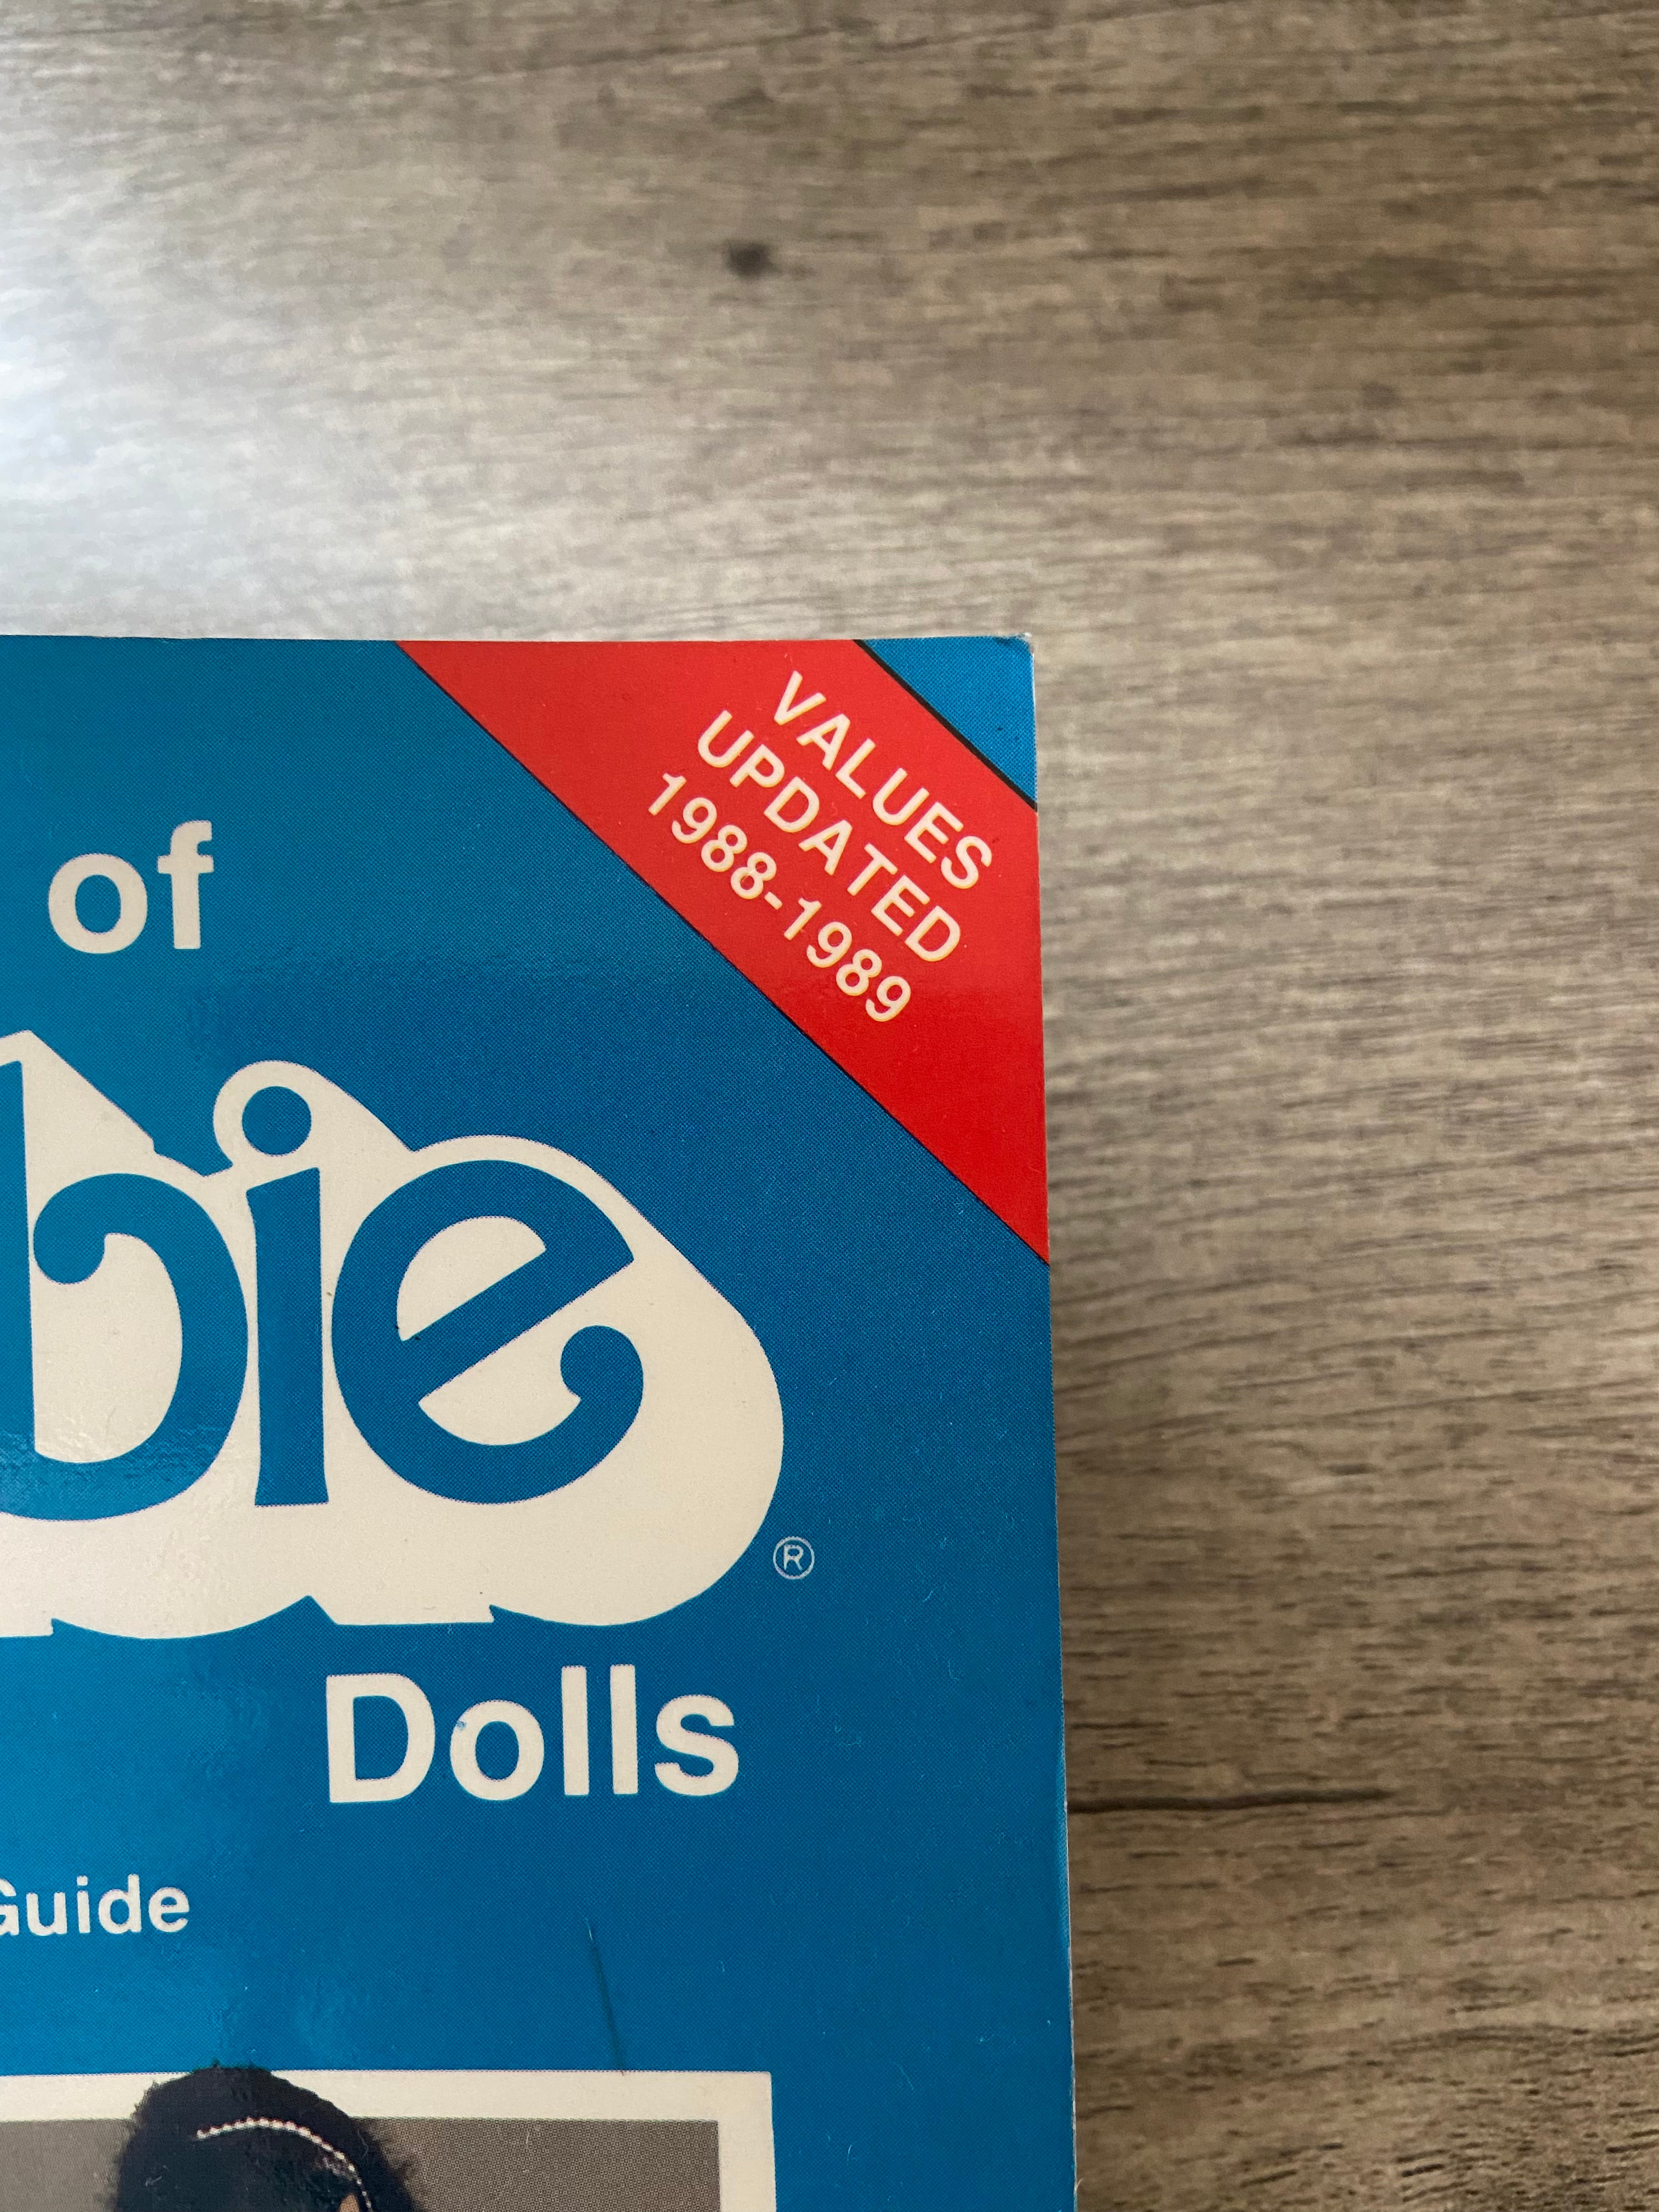 VALUES
UPDATED
1988-1989
of
bie
®
Dolls
Guide